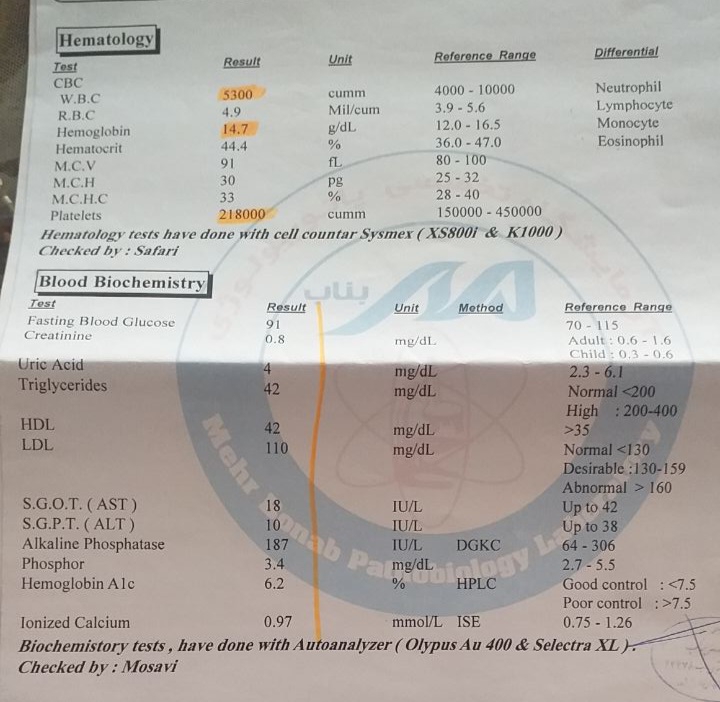 Hematology
Test Result Unit Reference Range Differential
CBC
W.B.C 5300 cumm 4000 - 10000 Neutrophil
R.B.C 4.9 Mil/cum 3.9 - 5.6 Lymphocyte
Hemoglobin 14.7 g/dL 12.0 - 16.5 Monocyte
Hematocrit 44.4 % 36.0 - 47.0 Eosinophil
M.C.V 91 fL 80 - 100
M.C.H 30 pg 25 - 32
M.C.H.C 33 % 28 - 40
Platelets 218000 cumm 150000 - 450000
Hematology tests have done with cell countar Sysmex ( XS800i & K1000 )
Checked by : Safari
بناب
Blood Biochemistry
Test Result Unit Method Reference Range
Fasting Blood Glucose 91 70 - 115
Creatinine 0.8 mg/dL Adult : 0.6 - 1.6
Child : 0.3 - 0.6
Uric Acid 4 mg/dL 2.3 - 6.1
Triglycerides 42 mg/dL Normal <200
High : 200-400
HDL 42 mg/dL >35
LDL 110 mg/dL Normal <130
Desirable :130-159
Abnormal > 160
S.G.O.T. ( AST ) 18 IU/L Up to 42
S.G.P.T. ( ALT ) 10 IU/L Up to 38
Alkaline Phosphatase 187 IU/L DGKC 64 - 306
Phosphor 3.4 mg/dL 2.7 - 5.5
Hemoglobin A1c 6.2 % HPLC Good control : <7.5
Poor control : >7.5
Ionized Calcium 0.97 mmol/L ISE 0.75 - 1.26
Mehr Bonab Pathobiology Laboratory
Biochemistory tests , have done with Autoanalyzer ( Olypus Au 400 & Selectra XL ).
Checked by : Mosavi